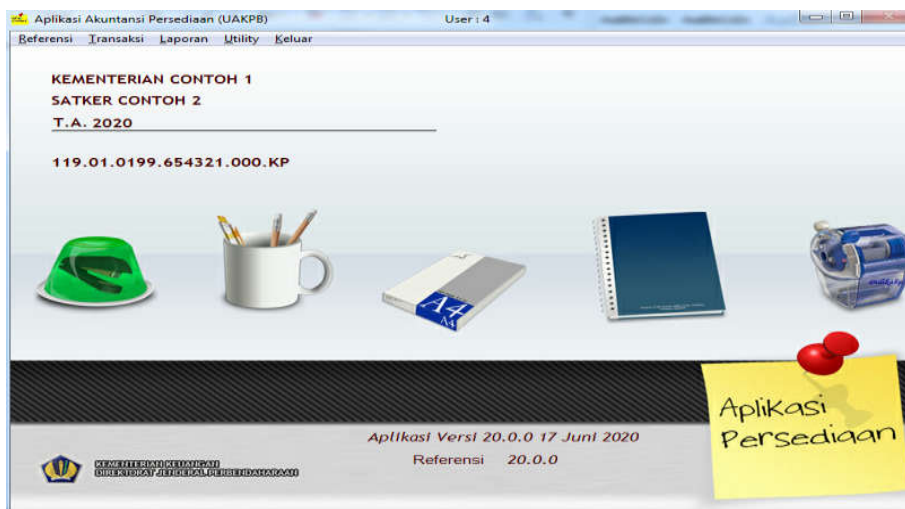 Aplikasi Akuntansi Persediaan (UAKPB) User : 4
Referensi Transaksi Laporan Utility Keluar
KEMENTERIAN CONTOH 1
SATKER CONTOH 2
T.A. 2020
119.01.0199.654321.000.KP
A4
A4
Aplikasi
Persediaan
Aplikasi Versi 20.0.0 17 Juni 2020
Referensi 20.0.0
KEMENTERIAN KEUANGAN
DIREKTORAT JENDERAL PERBENDAHARAAN